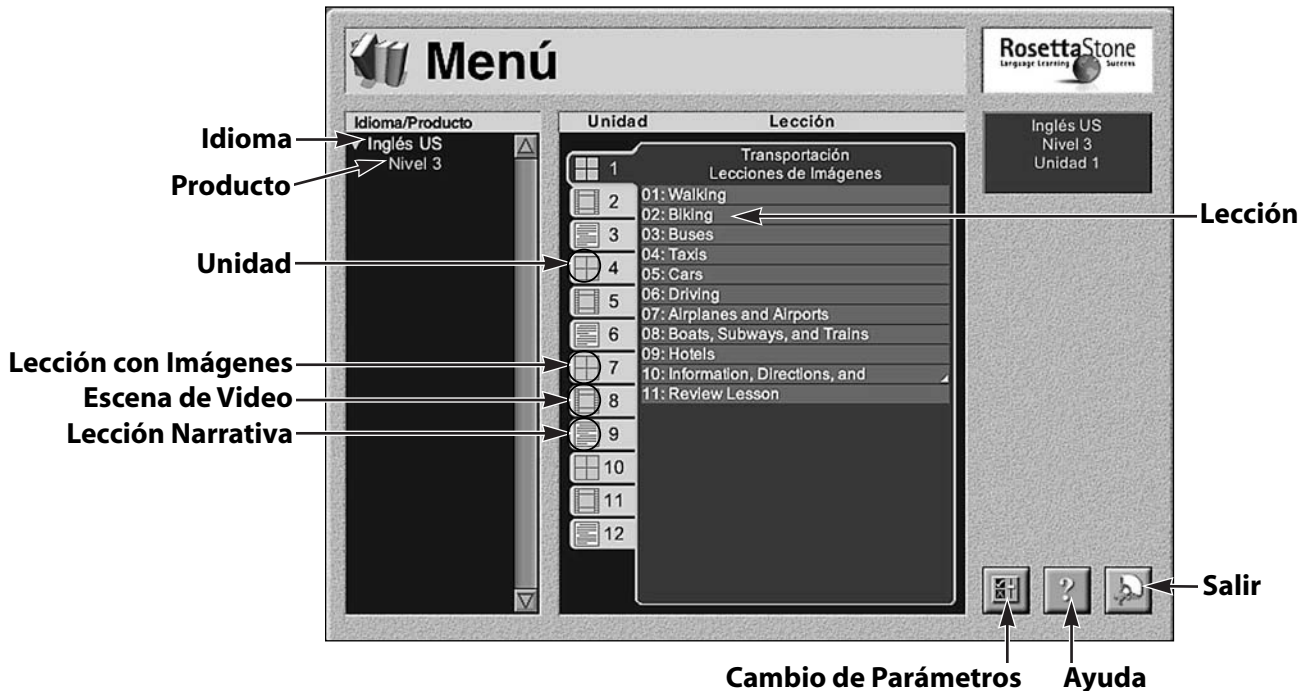 Menú
RosettaStone
Language Learning Success
Idioma/Producto
Inglés US
Nivel 3
Unidad Lección
Transportación
Lecciones de Imágenes
1
2
3
4
5
6
7
8
9
10
11
12
01: Walking
02: Biking
03: Buses
04: Taxis
05: Cars
06: Driving
07: Airplanes and Airports
08: Boats, Subways, and Trains
09: Hotels
10: Information, Directions, and
11: Review Lesson
Inglés US
Nivel 3
Unidad 1
?
Idioma
Producto
Unidad
Lección con Imágenes
Escena de Video
Lección Narrativa
Lección
Salir
Cambio de Parámetros
Ayuda